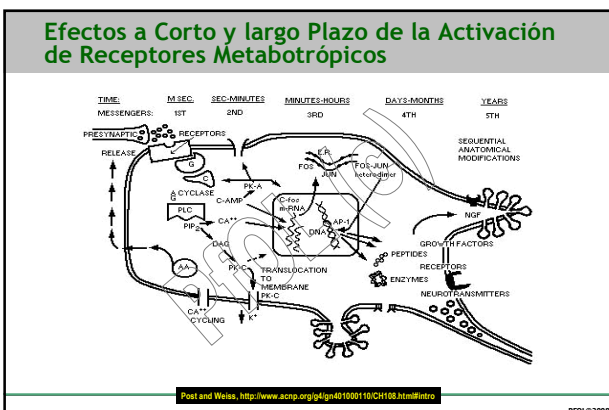 Efectos a Corto y largo Plazo de la Activación
de Receptores Metabotrópicos
TIME: M SEC. SEC-MINUTES MINUTES-HOURS DAYS-MONTHS YEARS
MESSENGERS: 1ST 2ND 3RD 4TH 5TH
PRESYNAPTIC RECEPTORS
RELEASE
SEQUENTIAL
ANATOMICAL
MODIFICATIONS
G
C
A CYCLASE
PK-A
C-AMP
E.R.
FOS
JUN
FOS-JUN
heterodimer
C-fos
m-RNA
DNA
AP-1
G
PLC
PIP2
CA++
DAG
PK-C
AA
TRANSLOCATION
TO
MEMBRANE
PK-C
CA++
CYCLING
K+
NGF
GROWTH FACTORS
PEPTIDES
RECEPTORS
ENZYMES
NEUROTRANSMITTERS
Post and Weiss, http://www.acnp.org/g4/gn401000110/CH108.html#intro